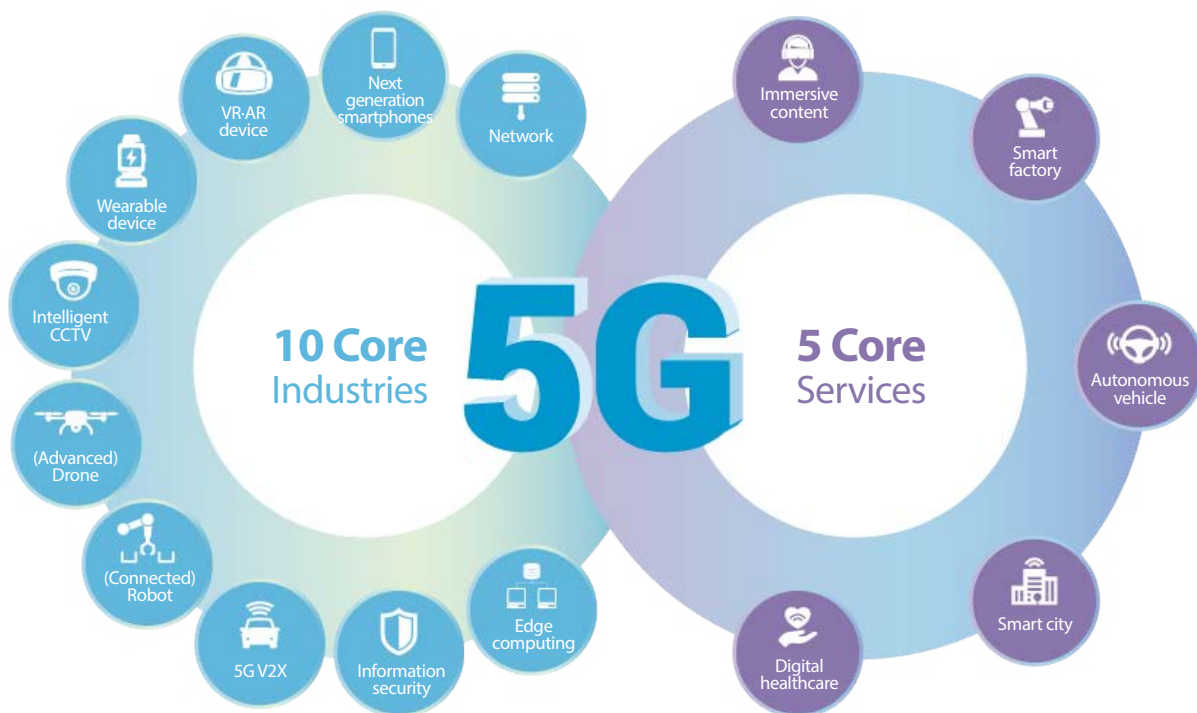 Next
generation
smartphones
VR·AR
device
Network
Wearable
device
Intelligent
CCTV
(Advanced)
Drone
(Connected)
Robot
5G V2X
Information
security
Edge
computing
10 Core
Industries
5G
5 Core
Services
Immersive
content
Smart
factory
Autonomous
vehicle
Smart city
Digital
healthcare